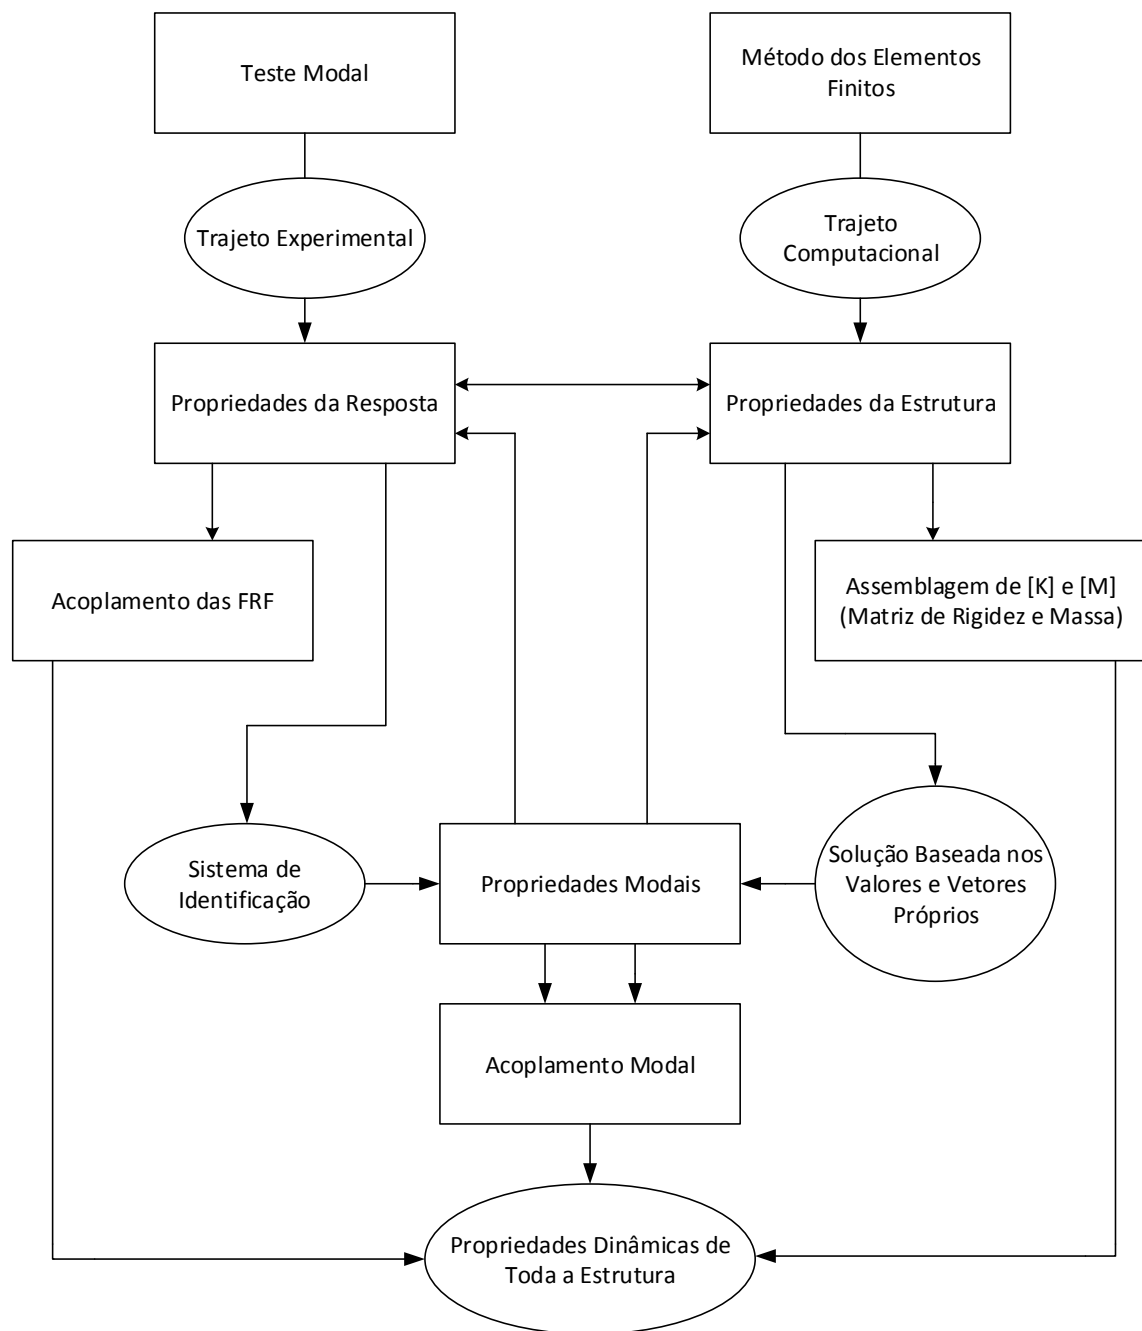 Teste Modal
Método dos Elementos
Finitos
Trajeto Experimental
Trajeto
Computacional
Propriedades da Resposta
Propriedades da Estrutura
Acoplamento das FRF
Assemblagem de [K] e [M]
(Matriz de Rigidez e Massa)
Sistema de
Identificação
Propriedades Modais
Solução Baseada nos
Valores e Vetores
Próprios
Acoplamento Modal
Propriedades Dinâmicas de
Toda a Estrutura